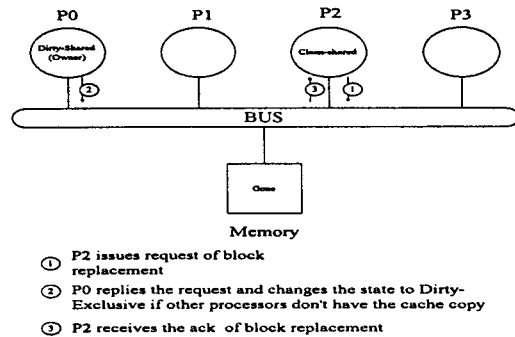 P0 P1 P2 P3
Dirty-Shared
(Owner)
Clean-shared
2 3 1
BUS
Gone
Memory
1 P2 issues request of block
replacement
2 P0 replies the request and changes the state to Dirty-
Exclusive if other processors don't have the cache copy
3 P2 receives the ack of block replacement